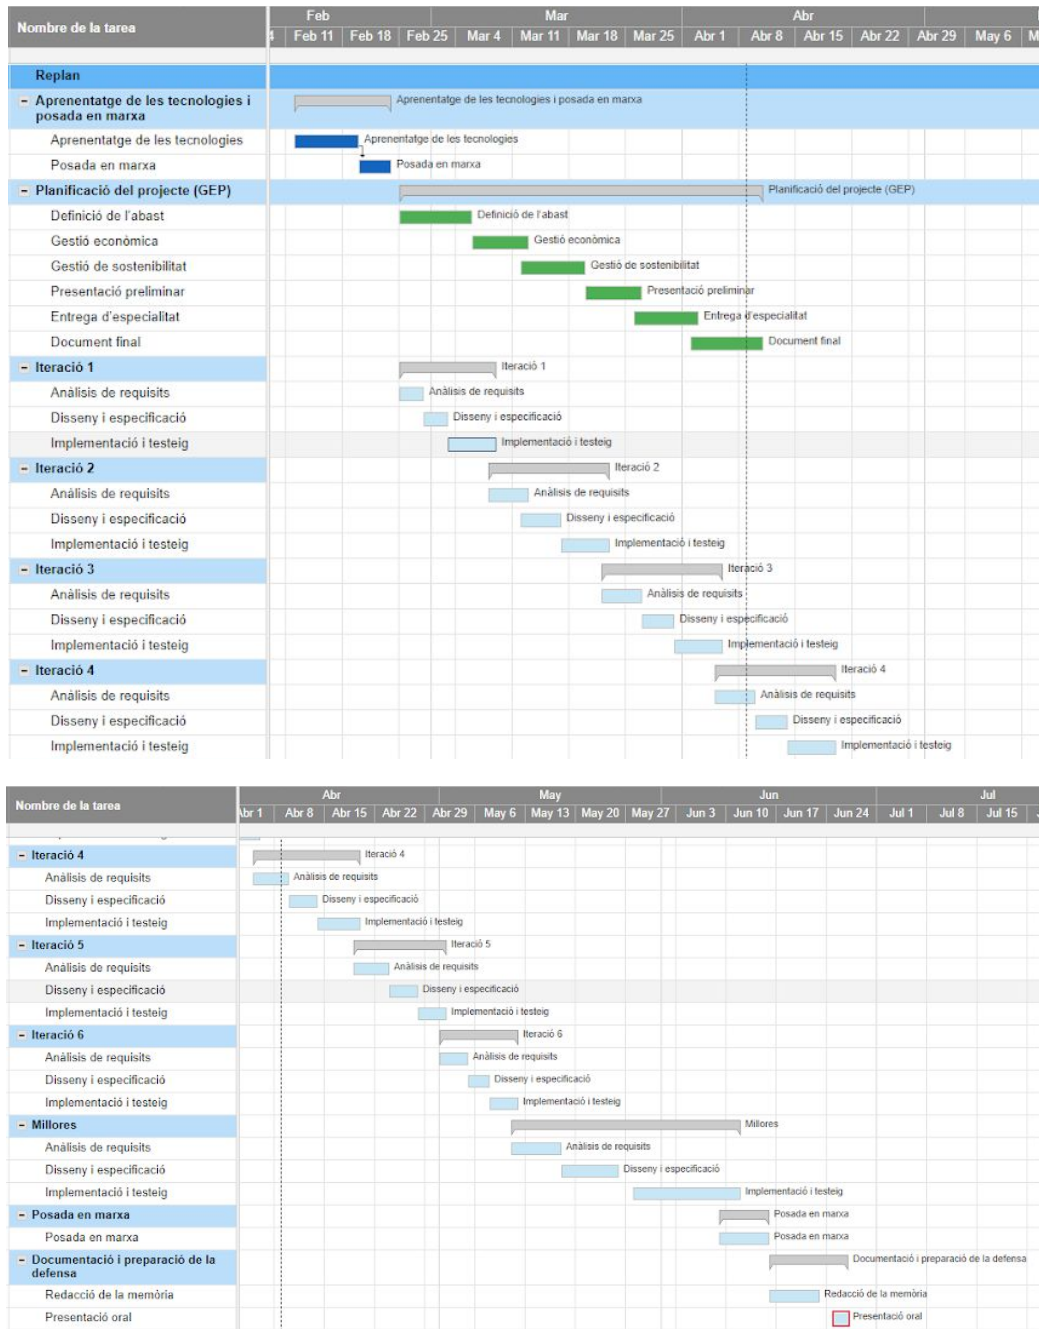 Nombre de la tarea
Feb Mar Abr
Feb 11 Feb 18 Feb 25 Mar 4 Mar 11 Mar 18 Mar 25 Abr 1 Abr 8 Abr 15 Abr 22 Abr 29 May 6
Replan
Aprenentatge de les tecnologies i posada en marxa Aprenentatge de les tecnologies i posada en marxa
Aprenentatge de les tecnologies Aprenentatge de les tecnologies
Posada en marxa Posada en marxa
Planificació del projecte (GEP) Planificació del projecte (GEP)
Definició de l'abast Definició de l'abast
Gestió econòmica Gestió econòmica
Gestió de sostenibilitat Gestió de sostenibilitat
Presentació preliminar Presentació preliminar
Entrega d'especialitat Entrega d'especialitat
Document final Document final
Iteració 1 Iteració 1
Anàlisis de requisits Anàlisis de requisits
Disseny i especificació Disseny i especificació
Implementació i testeig Implementació i testeig
Iteració 2 Iteració 2
Anàlisis de requisits Anàlisis de requisits
Disseny i especificació Disseny i especificació
Implementació i testeig Implementació i testeig
Iteració 3 Iteració 3
Anàlisis de requisits Anàlisis de requisits
Disseny i especificació Disseny i especificació
Implementació i testeig Implementació i testeig
Iteració 4 Iteració 4
Anàlisis de requisits Anàlisis de requisits
Disseny i especificació Disseny i especificació
Implementació i testeig Implementació i testeig
Nombre de la tarea
Abr May Jun Jul
Abr 1 Abr 8 Abr 15 Abr 22 Abr 29 May 6 May 13 May 20 May 27 Jun 3 Jun 10 Jun 17 Jun 24 Jul 1 Jul 8 Jul 15
Iteració 4 Iteració 4
Anàlisis de requisits Anàlisis de requisits
Disseny i especificació Disseny i especificació
Implementació i testeig Implementació i testeig
Iteració 5 Iteració 5
Anàlisis de requisits Anàlisis de requisits
Disseny i especificació Disseny i especificació
Implementació i testeig Implementació i testeig
Iteració 6 Iteració 6
Anàlisis de requisits Anàlisis de requisits
Disseny i especificació Disseny i especificació
Implementació i testeig Implementació i testeig
Millores Millores
Anàlisis de requisits Anàlisis de requisits
Disseny i especificació Disseny i especificació
Implementació i testeig Implementació i testeig
Posada en marxa Posada en marxa
Posada en marxa Posada en marxa
Documentació i preparació de la defensa Documentació i preparació de la defensa
Redacció de la memòria Redacció de la memòria
Presentació oral Presentació oral